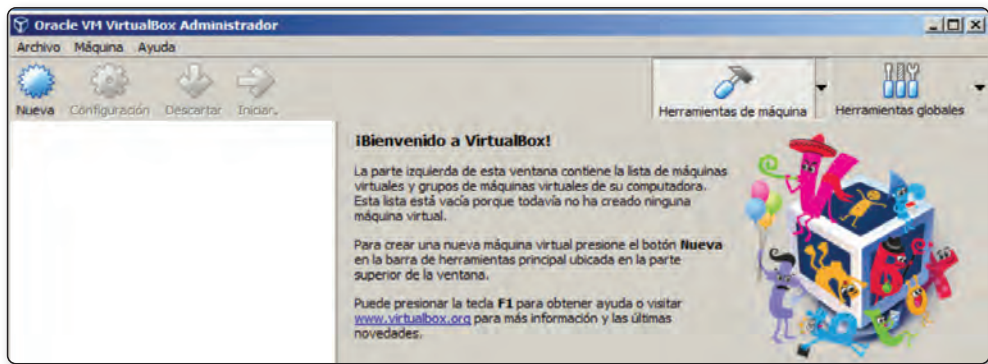 Oracle VM VirtualBox Administrador
Archivo Máquina Ayuda
Nueva Configuración Descartar Iniciar
Herramientas de máquina Herramientas globales
¡Bienvenido a VirtualBox!
La parte izquierda de esta ventana contiene la lista de máquinas
virtuales y grupos de máquinas virtuales de su computadora.
Esta lista está vacía porque todavía no ha creado ninguna
máquina virtual.
Para crear una nueva máquina virtual presione el botón Nueva
en la barra de herramientas principal ubicada en la parte
superior de la ventana.
Puede presionar la tecla F1 para obtener ayuda o visitar
www.virtualbox.org para más información y las últimas
novedades.